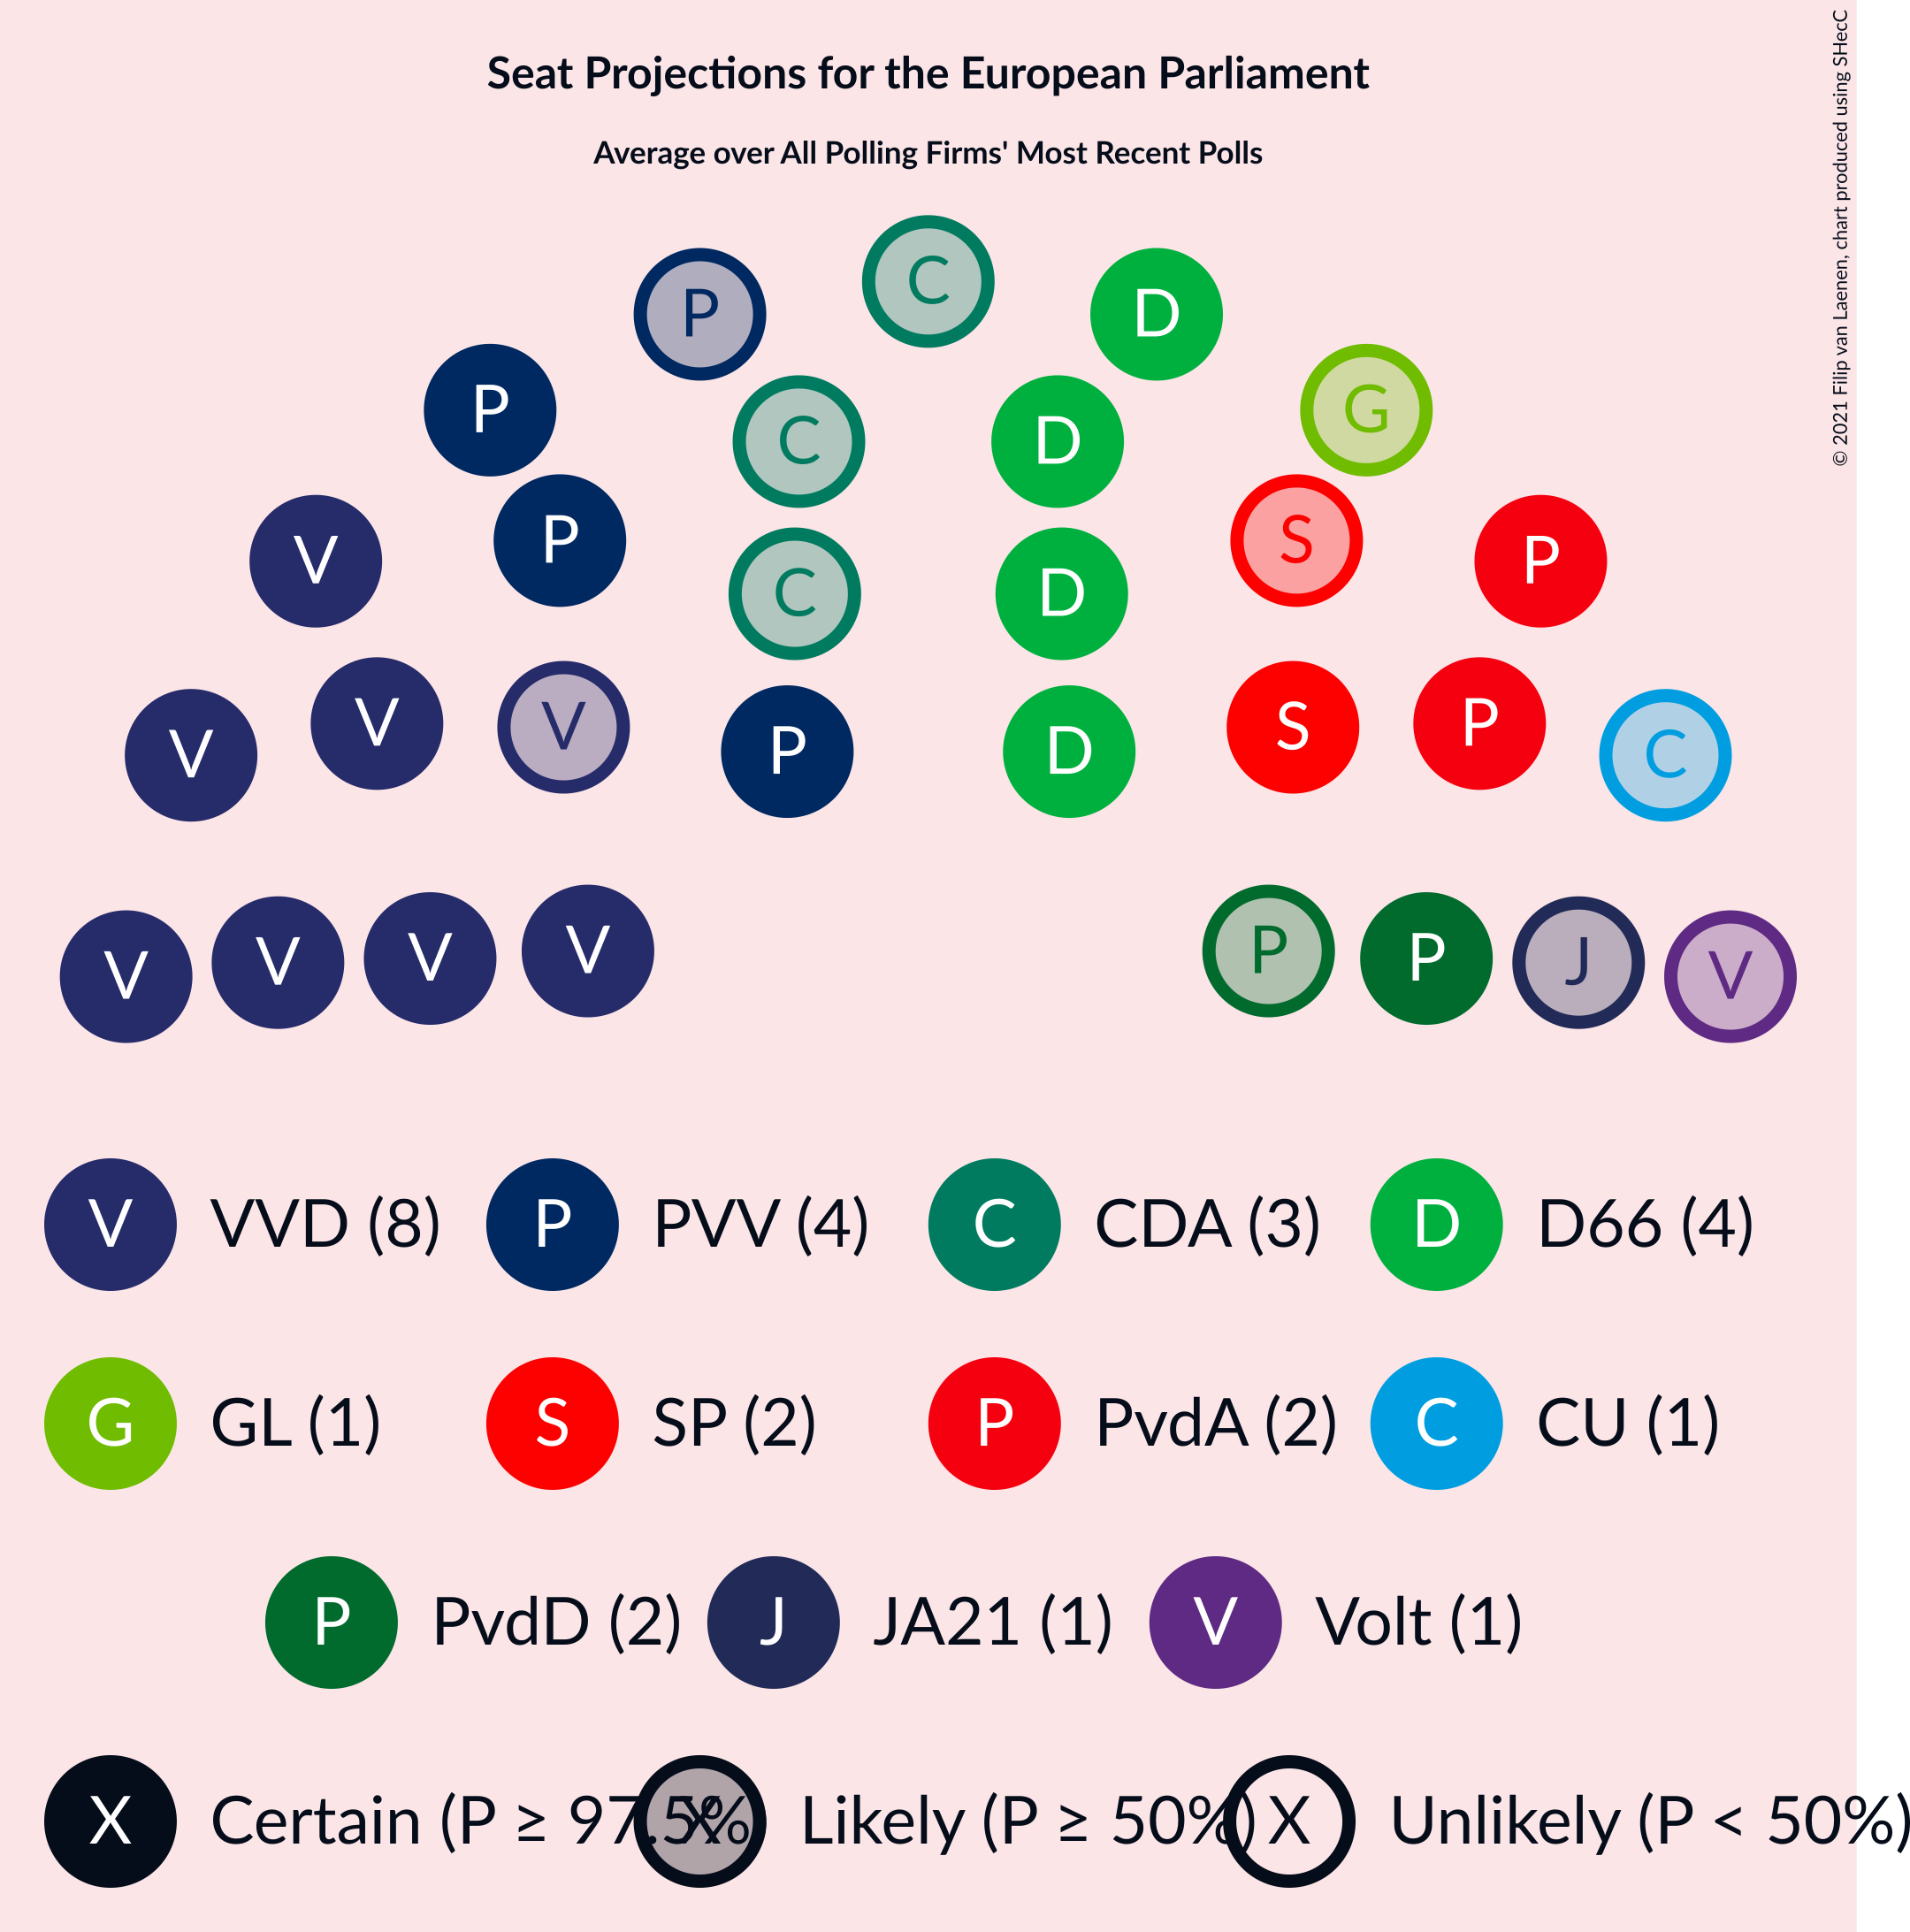 Seat Projections for the European Parliament
Average over All Polling Firms' Most Recent Polls
© 2021 Filip van Laenen, chart produced using SHecC
C
P D
P G
C D
P S
V P
C D
V V V P D S P C
V V V V P P J V
V VVD (8) P PVV (4) C CDA (3) D D66 (4)
G GL (1) S SP (2) P PvdA (2) C CU (1)
P PvdD (2) J JA21 (1) V Volt (1)
X Certain (P ≥ 97.5%) X Likely (P ≥ 50%) X Unlikely (P < 50%)